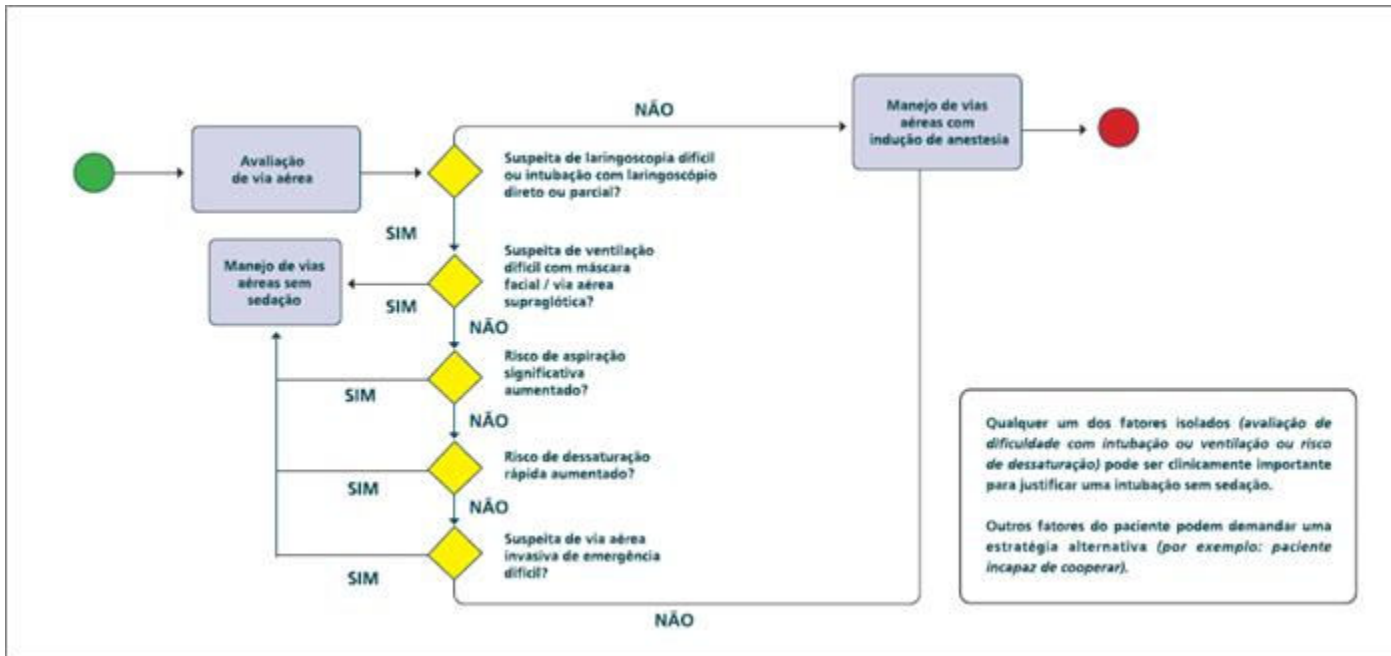 Avaliação
de via aérea
NÃO
Suspeita de laringoscopia difícil
ou intubação com laringoscópio
direto ou parcial?
Manejo de vias
aéreas com
indução de anestesia
SIM
Manejo de vias
aéreas sem
sedação
SIM
Suspeita de ventilação
difícil com máscara
facial / via aérea
supraglótica?
NÃO
Risco de aspiração
significativa
aumentado?
SIM
NÃO
Risco de dessaturação
rápida aumentado?
SIM
NÃO
Suspeita de via aérea
invasiva de emergência
difícil?
SIM
NÃO
Qualquer um dos fatores isolados (avaliação de
dificuldade com intubação ou ventilação ou risco
de dessaturação) pode ser clinicamente importante
para justificar uma intubação sem sedação.
Outros fatores do paciente podem demandar uma
estratégia alternativa (por exemplo: paciente
incapaz de cooperar).